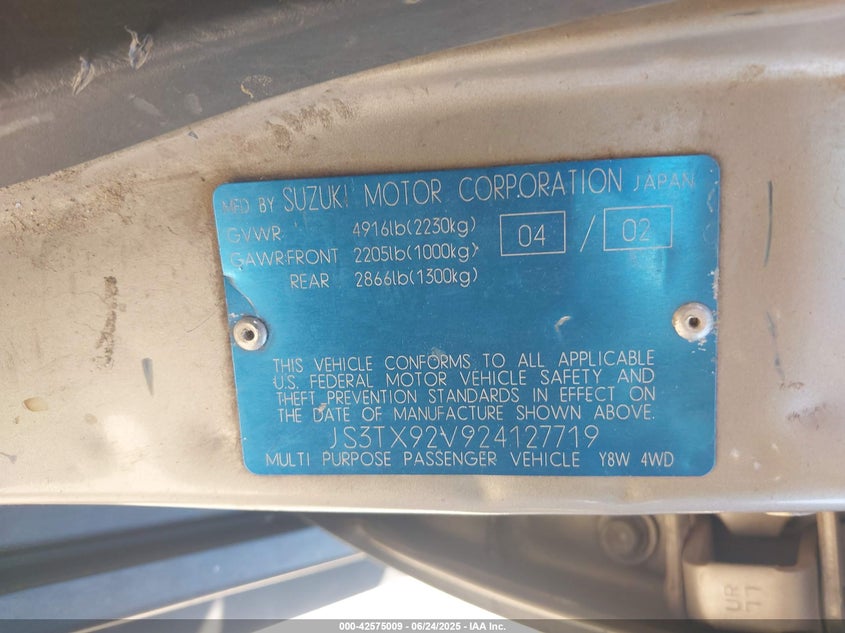 MFD BY SUZUKI MOTOR CORPORATION JAPAN
GVWR 4916lb(2230kg) 04 / 02
GAWR:FRONT 2205lb(1000kg)
REAR 2866lb(1300kg)
THIS VEHICLE CONFORMS TO ALL APPLICABLE
U.S. FEDERAL MOTOR VEHICLE SAFETY AND
THEFT PREVENTION STANDARDS IN EFFECT ON
THE DATE OF MANUFACTURE SHOWN ABOVE.
JS3TX92V924127719
MULTI PURPOSE PASSENGER VEHICLE Y8W 4WD
UR
77
000-42575009 - 06/24/2025 - IAA Inc.